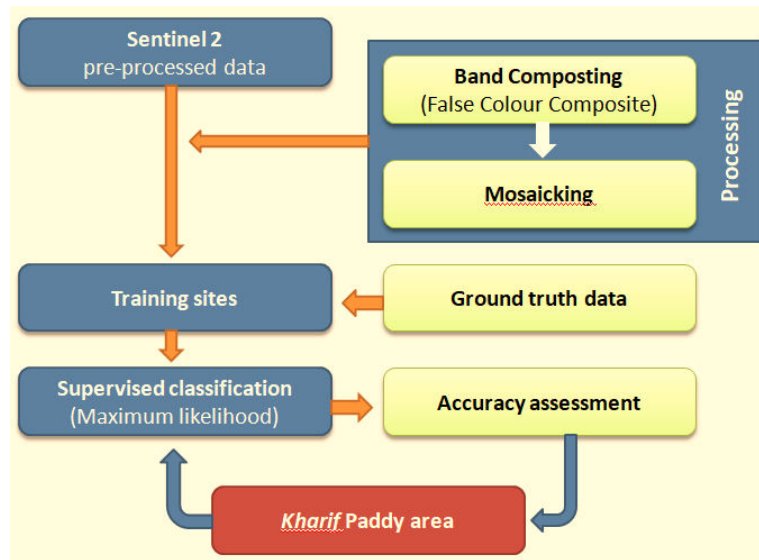 Sentinel 2
pre-processed data
Band Composting
(False Colour Composite)
Mosaicking
Processing
Training sites
Ground truth data
Supervised classification
(Maximum likelihood)
Accuracy assessment
Kharif Paddy area